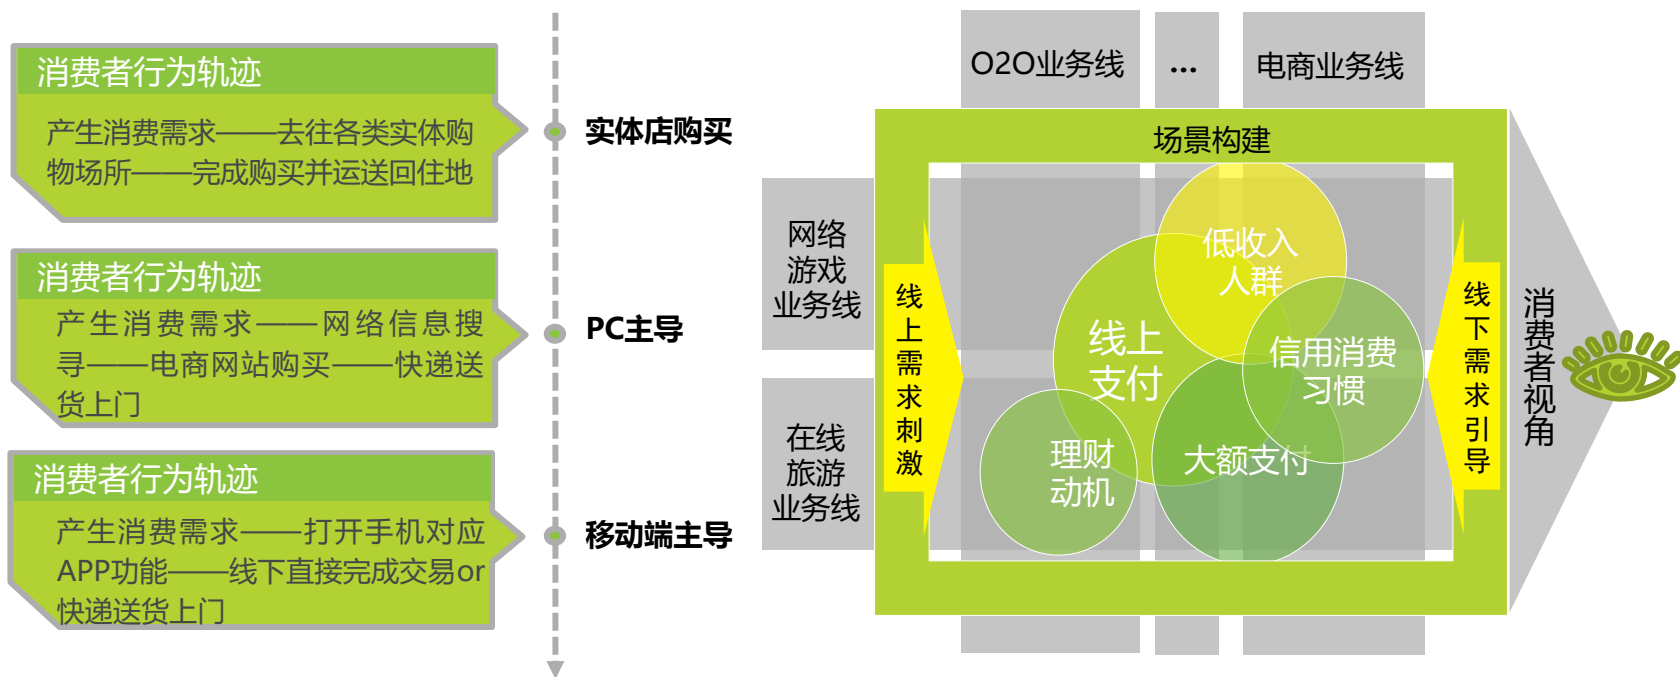 消费者行为轨迹
产生消费需求——去往各类实体购
物场所——完成购买并运送回住地
实体店购买
消费者行为轨迹
产生消费需求——网络信息搜
寻——电商网站购买——快递送
货上门
PC主导
消费者行为轨迹
产生消费需求——打开手机对应
APP功能——线下直接完成交易or
快递送货上门
移动端主导
O2O业务线
...
电商业务线
场景构建
网络
游戏
业务线
在线
旅游
业务线
线上需求刺激
低收入
人群
线上
支付
信用消费
习惯
理财
动机
大额支付
线下需求引导
消费者视角